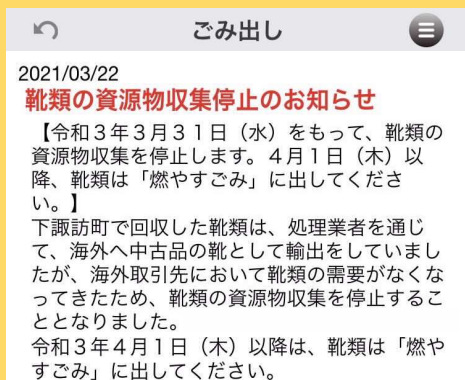 ごみ出し
2021/03/22
靴類の資源物収集停止のお知らせ
【令和３年３月３１日（水）をもって、靴類の
資源物収集を停止します。４月１日（木）以
降、靴類は「燃やすごみ」に出してくださ
い。】
下諏訪町で回収した靴類は、処理業者を通じ
て、海外へ中古品の靴として輸出をしていまし
たが、海外取引先において靴類の需要がなくな
ってきたため、靴類の資源物収集を停止するこ
ととなりました。
令和３年４月１日（木）以降は、靴類は「燃や
すごみ」に出してください。